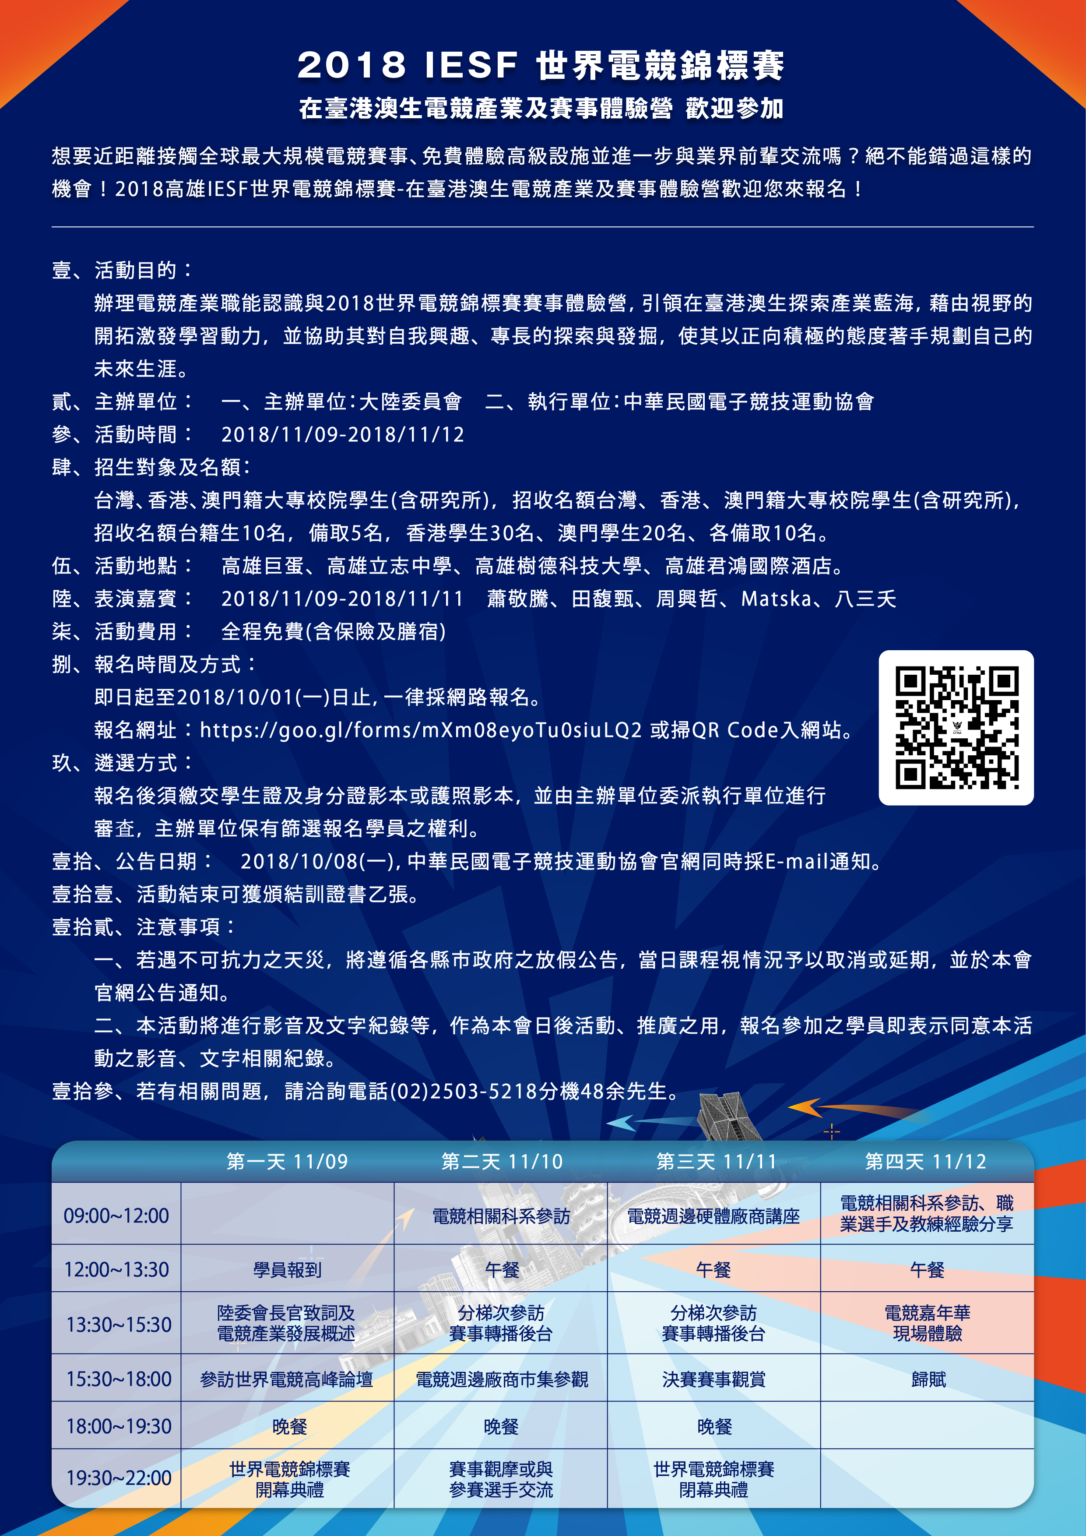 2018 IESF 世界電競錦標賽
在臺港澳生電競產業及賽事體驗營 歡迎參加
想要近距離接觸全球最大規模電競賽事、免費體驗高級設施並進一步與業界前輩交流嗎？絕不能錯過這樣的
機會！2018高雄IESF世界電競錦標賽-在臺港澳生電競產業及賽事體驗營歡迎您來報名！
壹、活動目的：
辦理電競產業職能認識與2018世界電競錦標賽賽事體驗營，引領在臺港澳生探索產業藍海，藉由視野的
開拓激發學習動力，並協助其對自我興趣、專長的探索與發掘，使其以正向積極的態度著手規劃自己的
未來生涯。
貳、主辦單位： 一、主辦單位：大陸委員會 二、執行單位：中華民國電子競技運動協會
參、活動時間： 2018/11/09-2018/11/12
肆、招生對象及名額：
台灣、香港、澳門籍大專校院學生(含研究所)，招收名額台灣、香港、澳門籍大專校院學生(含研究所)，
招收名額台籍生10名，備取5名，香港學生30名、澳門學生20名、各備取10名。
伍、活動地點： 高雄巨蛋、高雄立志中學、高雄樹德科技大學、高雄君鴻國際酒店。
陸、表演嘉賓： 2018/11/09-2018/11/11 蕭敬騰、田馥甄、周興哲、Matska、八三夭
柒、活動費用： 全程免費(含保險及膳宿)
捌、報名時間及方式：
即日起至2018/10/01(一)日止，一律採網路報名。
報名網址：https://goo.gl/forms/mXm08eyoTu0siuLQ2 或掃QR Code入網站。
玖、遴選方式：
報名後須繳交學生證及身分證影本或護照影本，並由主辦單位委派執行單位進行
審查，主辦單位保有篩選報名學員之權利。
壹拾、公告日期： 2018/10/08(一)，中華民國電子競技運動協會官網同時採E-mail通知。
壹拾壹、活動結束可獲頒結訓證書乙張。
壹拾貳、注意事項：
一、若遇不可抗力之天災，將遵循各縣市政府之放假公告，當日課程視情況予以取消或延期，並於本會
官網公告通知。
二、本活動將進行影音及文字紀錄等，作為本會日後活動、推廣之用，報名參加之學員即表示同意本活
動之影音、文字相關紀錄。
壹拾參、若有相關問題，請洽詢電話(02)2503-5218分機48余先生。
第一天 11/09 第二天 11/10 第三天 11/11 第四天 11/12
09:00~12:00 電競相關科系參訪 電競週邊硬體廠商講座 電競相關科系參訪、職
業選手及教練經驗分享
12:00~13:30 學員報到 午餐 午餐 午餐
13:30~15:30 陸委會長官致詞及 分梯次參訪 分梯次參訪 電競嘉年華
電競產業發展概述 賽事轉播後台 賽事轉播後台 現場體驗
15:30~18:00 參訪世界電競高峰論壇 電競週邊廠商市集參觀 決賽賽事觀賞 歸賦
18:00~19:30 晚餐 晚餐 晚餐
19:30~22:00 世界電競錦標賽 賽事觀摩或與 世界電競錦標賽
開幕典禮 參賽選手交流 閉幕典禮